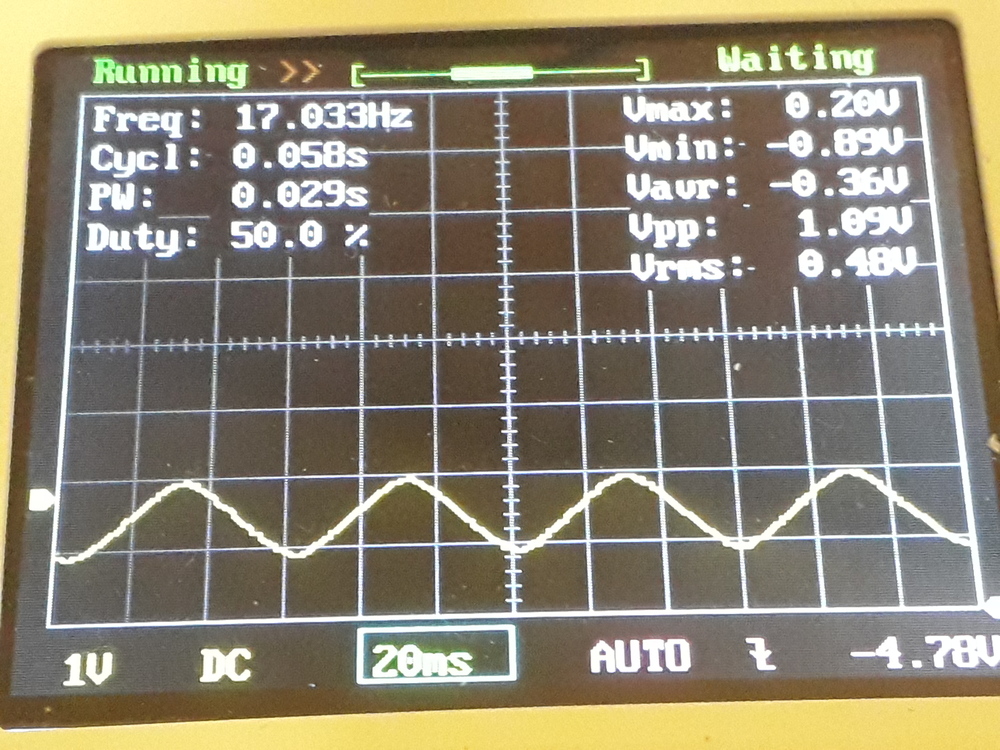 Running >> Waiting
Freq: 17.033Hz
Cycl: 0.058s
PW: 0.029s
Duty: 50.0 %
Vmax: 0.20V
Vmin: -0.89V
Vavr: -0.36V
Vpp: 1.09V
Vrms: 0.48V
1V DC 20ms AUTO -4.78V